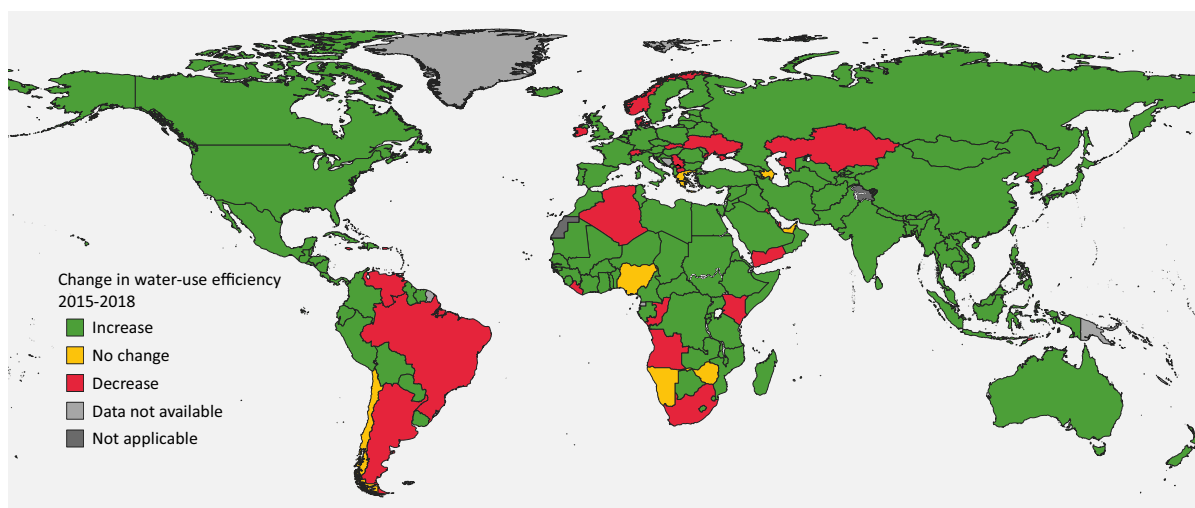 Change in water-use efficiency
2015-2018
Increase
No change
Decrease
Data not available
Not applicable